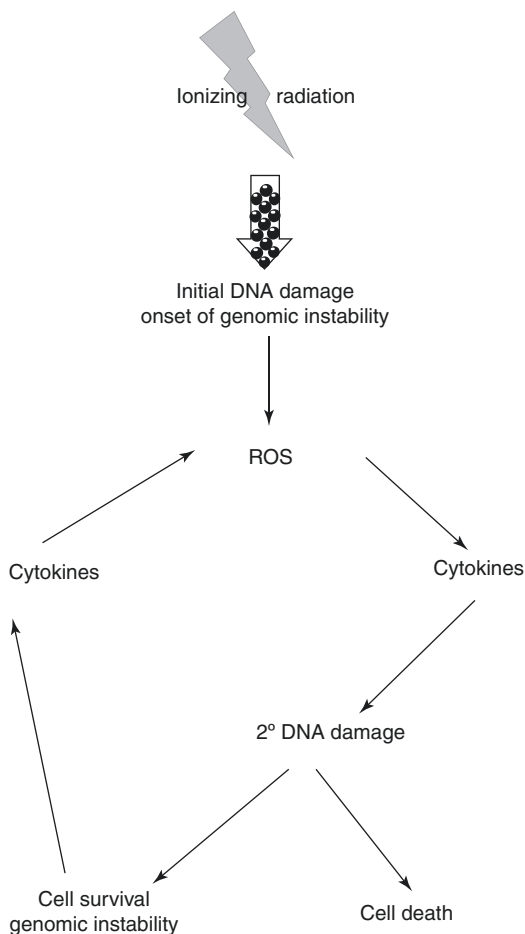 Ionizing radiation
Initial DNA damage
onset of genomic instability
ROS
Cytokines
Cytokines
2º DNA damage
Cell survival
genomic instability
Cell death